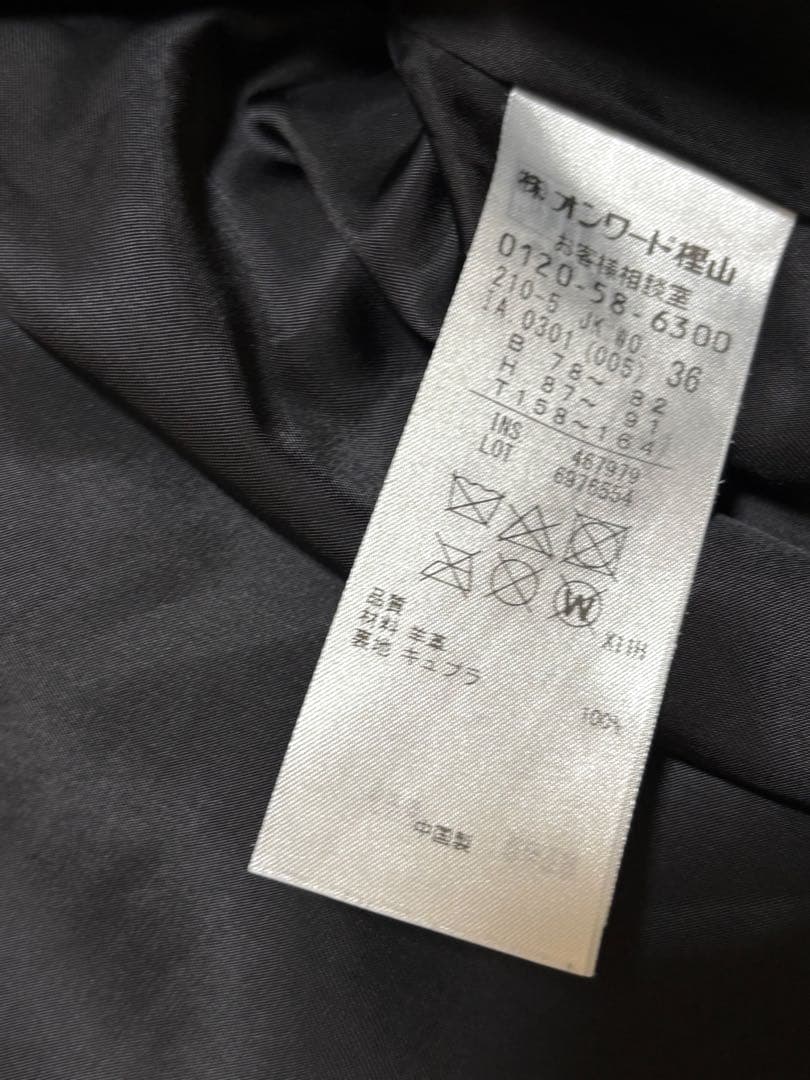 (株)オンワード樫山
お客様相談室
0120-58-6300
210-5 JK WO
IA 0301 (005) 36
B 78～ 82
H 87～ 91
T158～164
INS 467979
LOT 6976554
W
X11H
品質
材料 羊革
裏地 キュプラ
100%
中国製